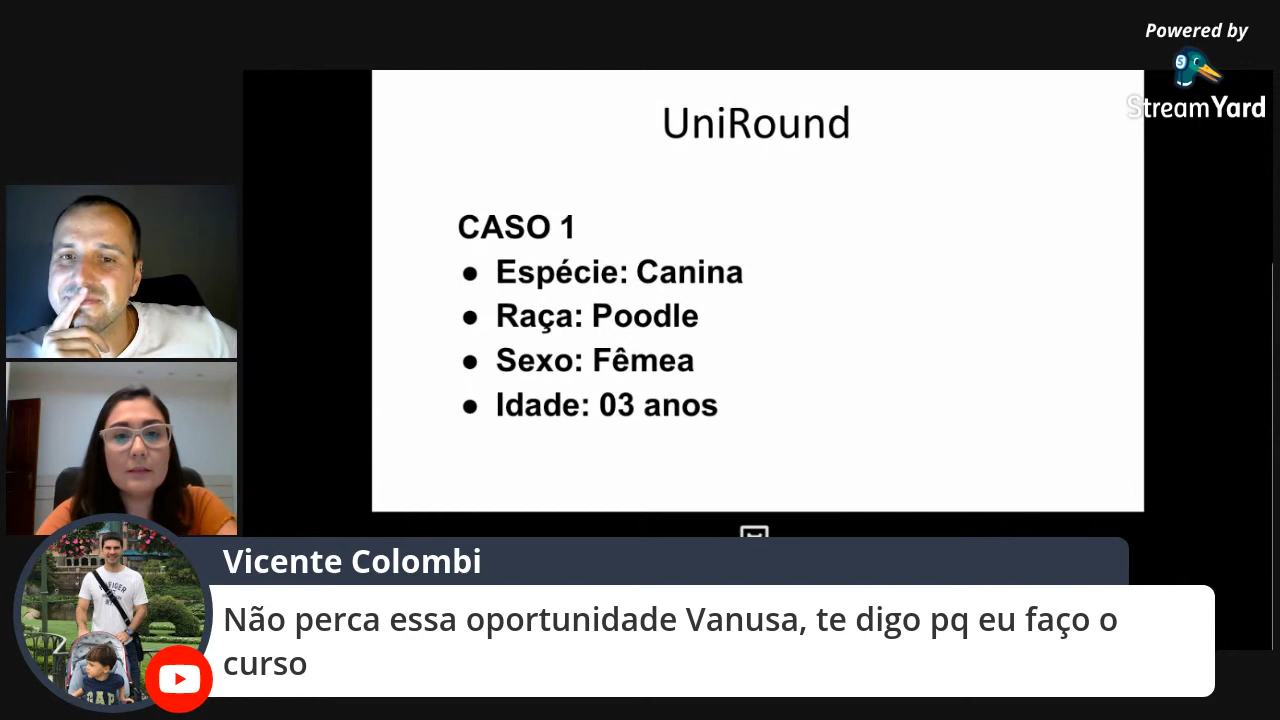 Powered by
StreamYard
UniRound
CASO 1
● Espécie: Canina
● Raça: Poodle
● Sexo: Fêmea
● Idade: 03 anos
Vicente Colombi
Não perca essa oportunidade Vanusa, te digo pq eu faço o
curso